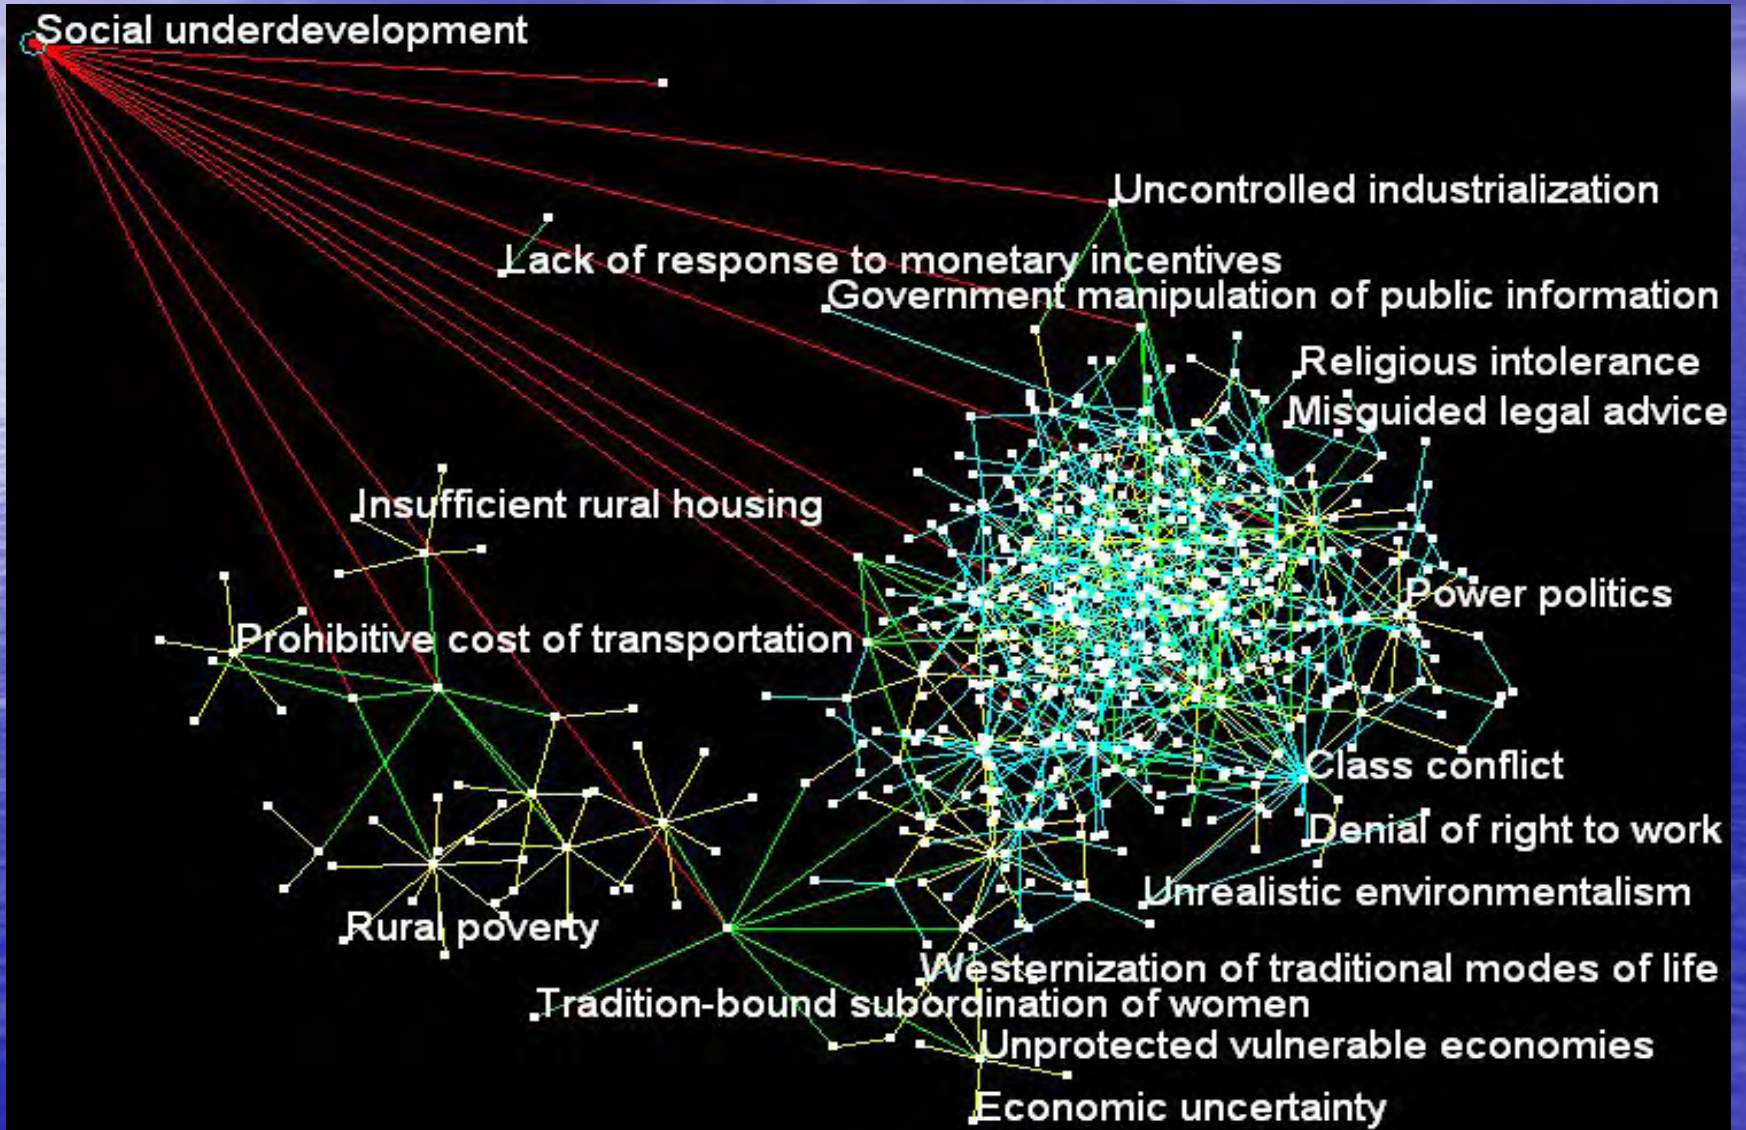 Social underdevelopment
Uncontrolled industrialization
Lack of response to monetary incentives
Government manipulation of public information
Religious intolerance
Misguided legal advice
Insufficient rural housing
Power politics
Prohibitive cost of transportation
Class conflict
Denial of right to work
Unrealistic environmentalism
Rural poverty
Westernization of traditional modes of life
Tradition-bound subordination of women
Unprotected vulnerable economies
Economic uncertainty